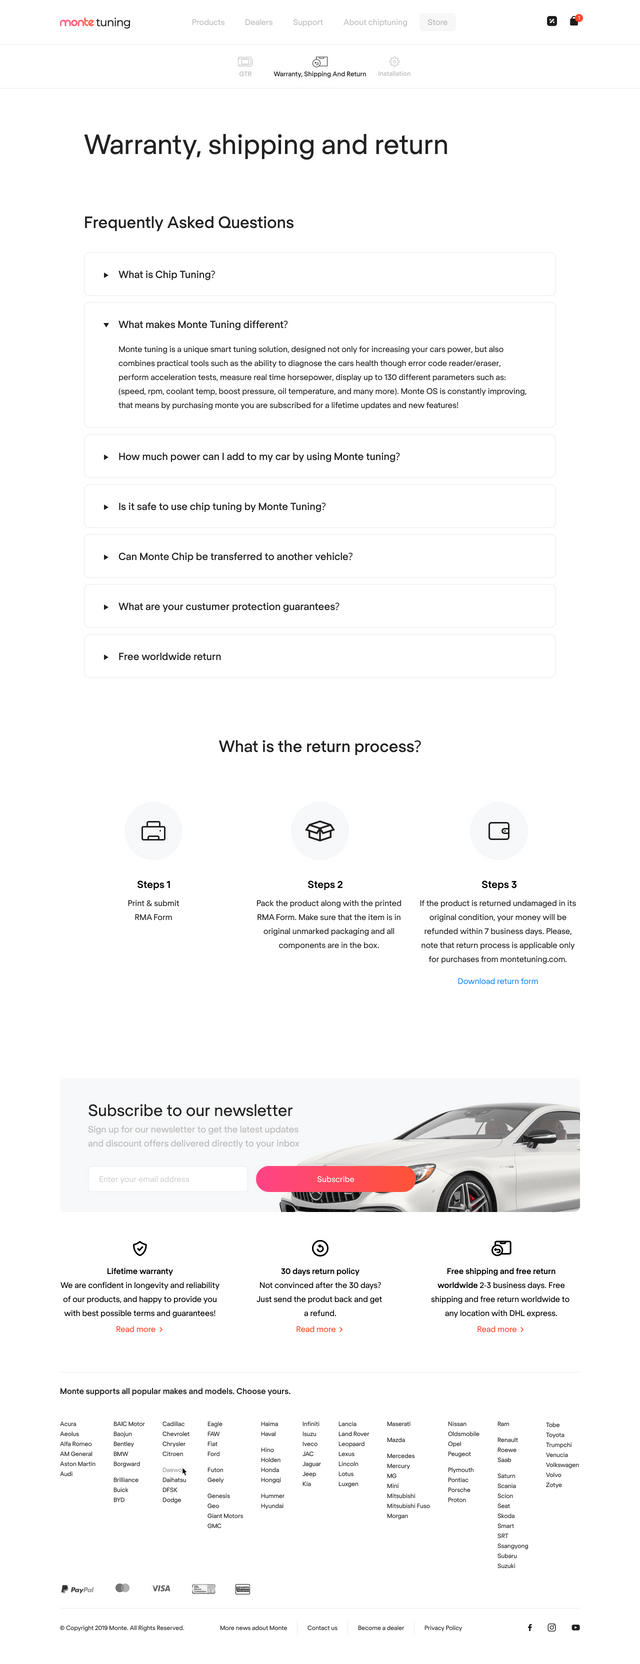 monte tuning
Products Dealers Support About chiptuning Store
GTR Warranty, Shipping And Return Installation
Warranty, shipping and return
Frequently Asked Questions
What is Chip Tuning?
What makes Monte Tuning different?
Monte tuning is a unique smart tuning solution, designed not only for increasing your cars power, but also
combines practical tools such as the ability to diagnose the cars health though error code reader/eraser,
perform acceleration tests, measure real time horsepower, display up to 130 different parameters such as:
(speed, rpm, coolant temp, boost pressure, oil temperature, and many more). Monte OS is constantly improving,
that means by purchasing monte you are subscribed for a lifetime updates and new features!
How much power can I add to my car by using Monte tuning?
Is it safe to use chip tuning by Monte Tuning?
Can Monte Chip be transferred to another vehicle?
What are your custumer protection guarantees?
Free worldwide return
What is the return process?
Steps 1
Print & submit
RMA Form
Steps 2
Pack the product along with the printed
RMA Form. Make sure that the item is in
original unmarked packaging and all
components are in the box.
Steps 3
If the product is returned undamaged in its
original condition, your money will be
refunded within 7 business days. Please,
note that return process is applicable only
for purchases from montetuning.com.
Download return form
Subscribe to our newsletter
Sign up for our newsletter to get the latest updates
and discount offers delivered directly to your inbox
Enter your email address
Subscribe
Lifetime warranty
We are confident in longevity and reliability
of our products, and happy to provide you
with best possible terms and guarantees!
Read more >
30 days return policy
Not convinced after the 30 days?
Just send the produt back and get
a refund.
Read more >
Free shipping and free return
worldwide 2-3 business days. Free
shipping and free return worldwide to
any location with DHL express.
Read more >
Monte supports all popular makes and models. Choose yours.
Acura
Aeolus
Alfa Romeo
AM General
Aston Martin
Audi
BAIC Motor
Baojun
Bentley
BMW
Borgward
Brilliance
Buick
BYD
Cadillac
Chevrolet
Chrysler
Citroen
Daewoo
Daihatsu
DFSK
Dodge
Eagle
FAW
Fiat
Ford
Futon
Geely
Genesis
Geo
Giant Motors
GMC
Haima
Haval
Hino
Holden
Honda
Hongqi
Hummer
Hyundai
Infiniti
Isuzu
Iveco
JAC
Jaguar
Jeep
Kia
Lancia
Land Rover
Leopaard
Lexus
Lincoln
Lotus
Luxgen
Maserati
Mazda
Mercedes
Mercury
MG
Mini
Mitsubishi
Mitsubishi Fuso
Morgan
Nissan
Oldsmobile
Opel
Peugeot
Plymouth
Pontiac
Porsche
Proton
Ram
Renault
Roewe
Saab
Saturn
Scania
Scion
Seat
Skoda
Smart
SRT
Ssangyong
Subaru
Suzuki
Tobe
Toyota
Trumpchi
Venucia
Volkswagen
Volvo
Zotye
PayPal VISA
© Copyright 2019 Monte. All Rights Reserved. More news adout Monte Contact us Become a dealer Privacy Policy